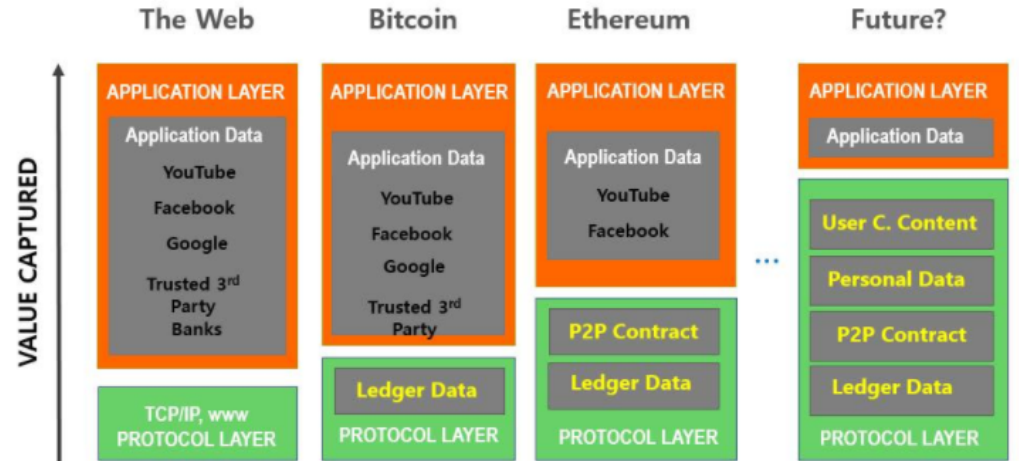 The Web
Bitcoin
Ethereum
Future?
VALUE CAPTURED
APPLICATION LAYER
Application Data
YouTube
Facebook
Google
Trusted 3rd
Party
Banks
TCP/IP, www
PROTOCOL LAYER
APPLICATION LAYER
Application Data
YouTube
Facebook
Google
Trusted 3rd
Party
Ledger Data
PROTOCOL LAYER
APPLICATION LAYER
Application Data
YouTube
Facebook
P2P Contract
Ledger Data
PROTOCOL LAYER
...
APPLICATION LAYER
Application Data
User C. Content
Personal Data
P2P Contract
Ledger Data
PROTOCOL LAYER